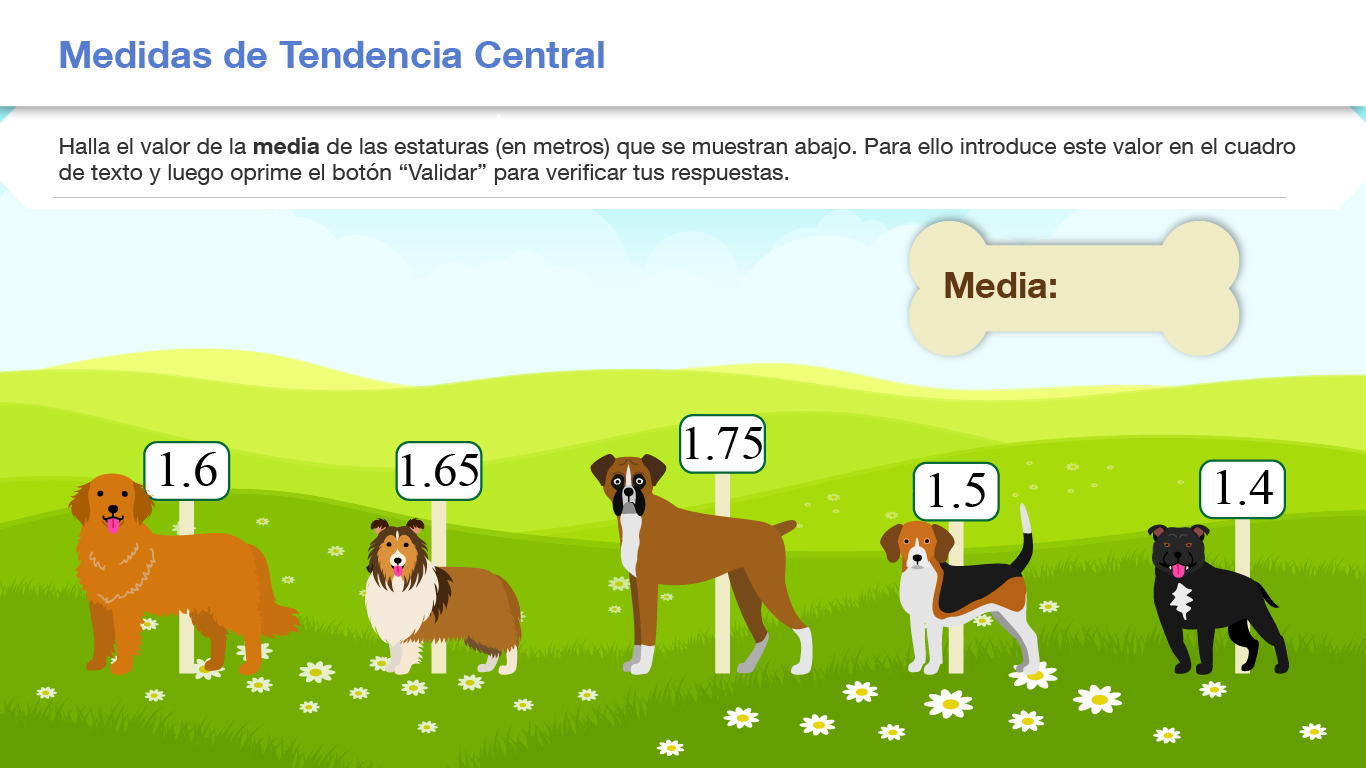 Medidas de Tendencia Central
Halla el valor de la media de las estaturas (en metros) que se muestran abajo. Para ello introduce este valor en el cuadro
de texto y luego oprime el botón “Validar” para verificar tus respuestas.
Media:
1.6
1.65
1.75
1.5
1.4